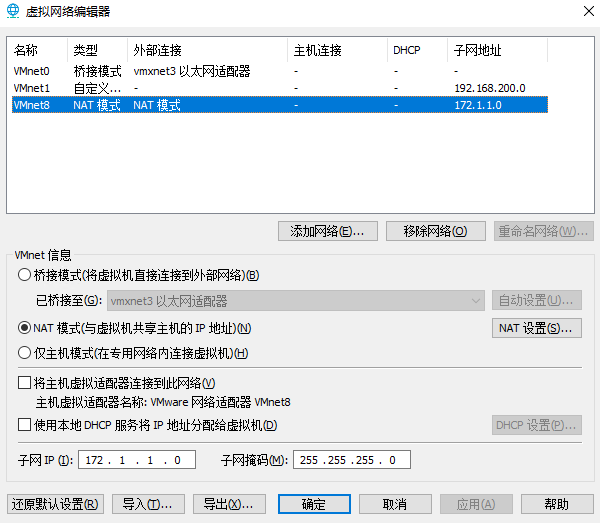 虚拟网络编辑器
名称 类型 外部连接 主机连接 DHCP 子网地址
VMnet0 桥接模式 vmxnet3 以太网适配器 - - -
VMnet1 自定义... - - - 192.168.200.0
VMnet8 NAT 模式 NAT 模式 - - 172.1.1.0
添加网络(E)... 移除网络(O) 重命名网络(W)...
VMnet 信息
桥接模式(将虚拟机直接连接到外部网络)(B)
已桥接至(G): vmxnet3 以太网适配器 自动设置(U)...
NAT 模式(与虚拟机共享主机的 IP 地址)(N) NAT 设置(S)...
仅主机模式(在专用网络内连接虚拟机)(H)
将主机虚拟适配器连接到此网络(V)
主机虚拟适配器名称: VMware 网络适配器 VMnet8
使用本地 DHCP 服务将 IP 地址分配给虚拟机(D) DHCP 设置(P)...
子网 IP (I): 172 . 1 . 1 . 0 子网掩码(M): 255 . 255 . 255 . 0
还原默认设置(R) 导入(T)... 导出(X)... 确定 取消 应用(A) 帮助